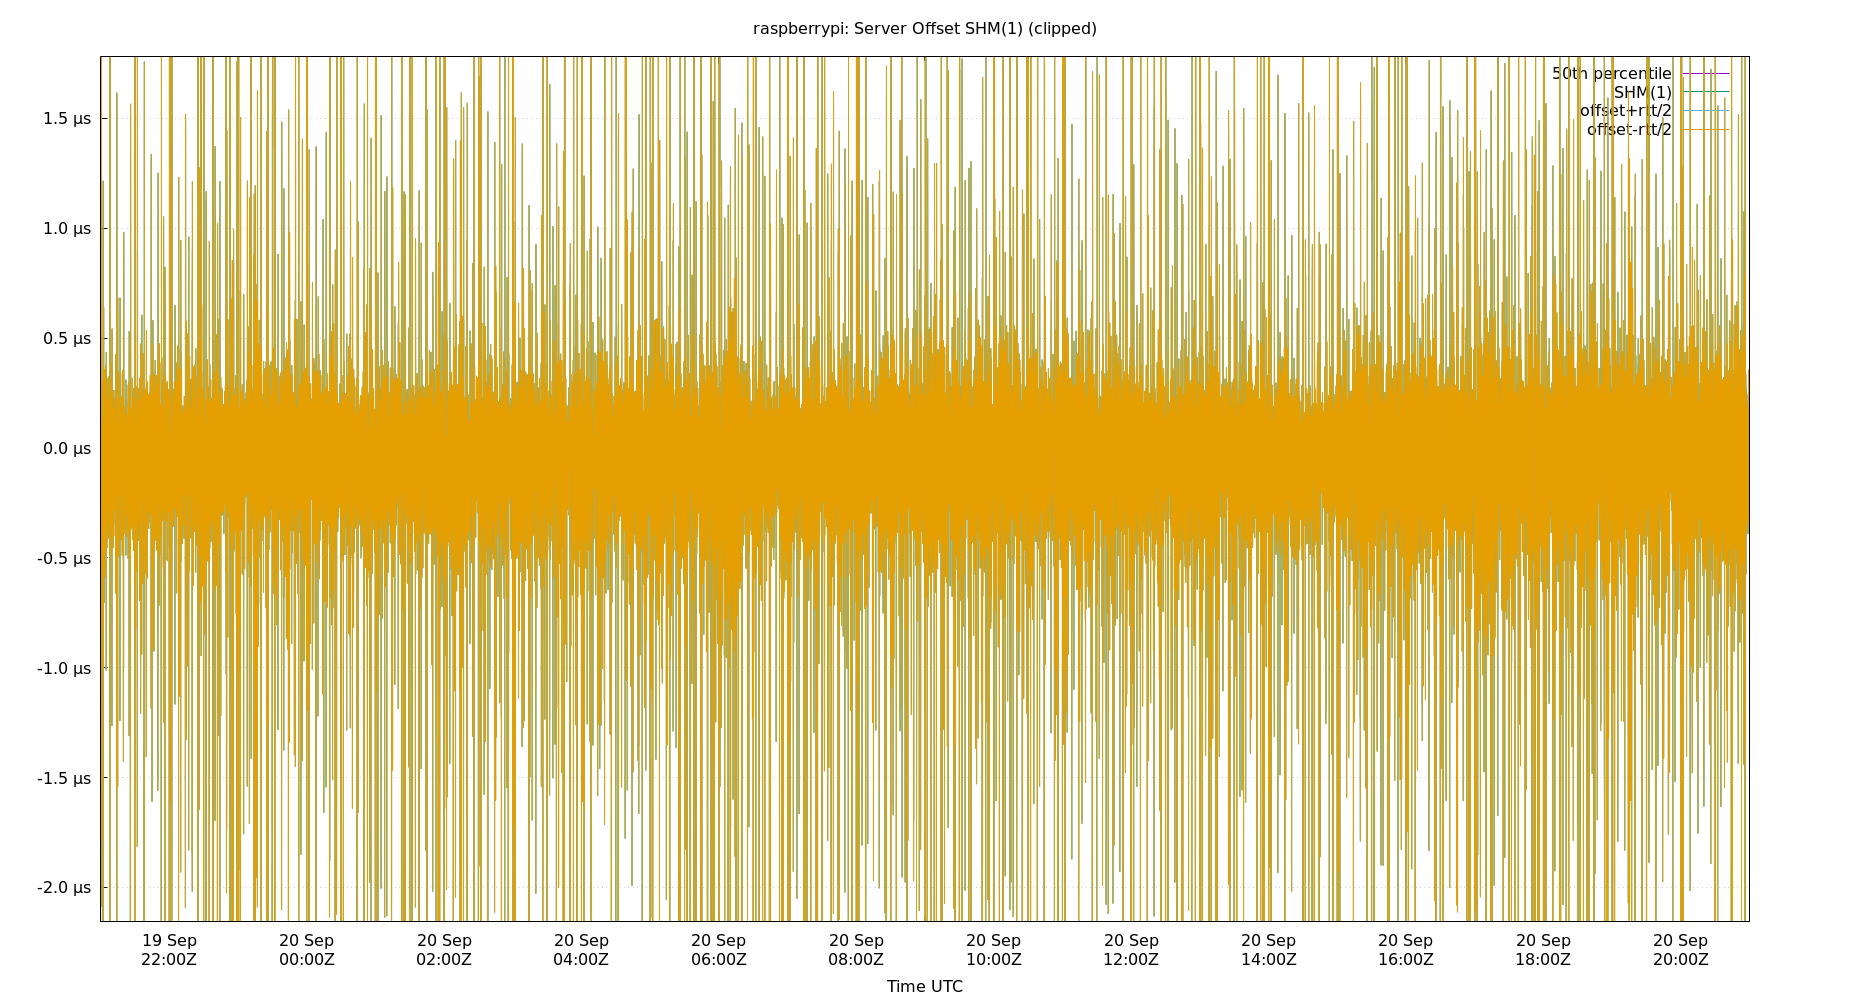 raspberrypi: Server Offset SHM(1) (clipped)
50th percentile
SHM(1)
offset+rtt/2
offset-rtt/2
1.5 µs
1.0 µs
0.5 µs
0.0 µs
-0.5 µs
-1.0 µs
-1.5 µs
-2.0 µs
19 Sep 20 Sep 20 Sep 20 Sep 20 Sep 20 Sep 20 Sep 20 Sep 20 Sep 20 Sep 20 Sep 20 Sep
22:00Z 00:00Z 02:00Z 04:00Z 06:00Z 08:00Z 10:00Z 12:00Z 14:00Z 16:00Z 18:00Z 20:00Z
Time UTC